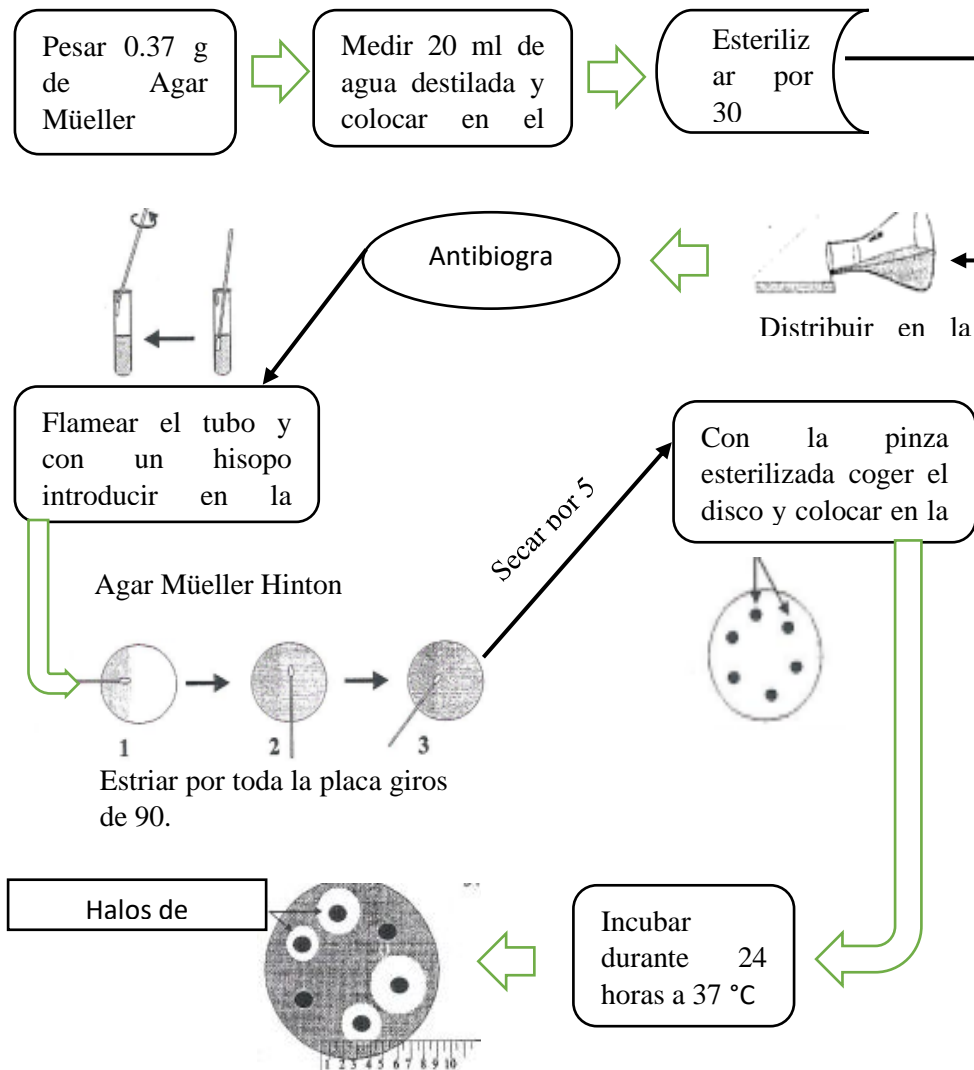 Pesar 0.37 g
de Agar
Müeller
Medir 20 ml de
agua destilada y
colocar en el
Esteriliz
ar por
30
Distribuir en la
Antibiogra
Flamear el tubo y
con un hisopo
introducir en la
Agar Müeller Hinton
1 2 3
Estriar por toda la placa giros
de 90.
Secar por 5
Con la pinza
esterilizada coger el
disco y colocar en la
Incubar
durante 24
horas a 37 °C
Halos de
1 2 3 4 5 6 7 8 9 10